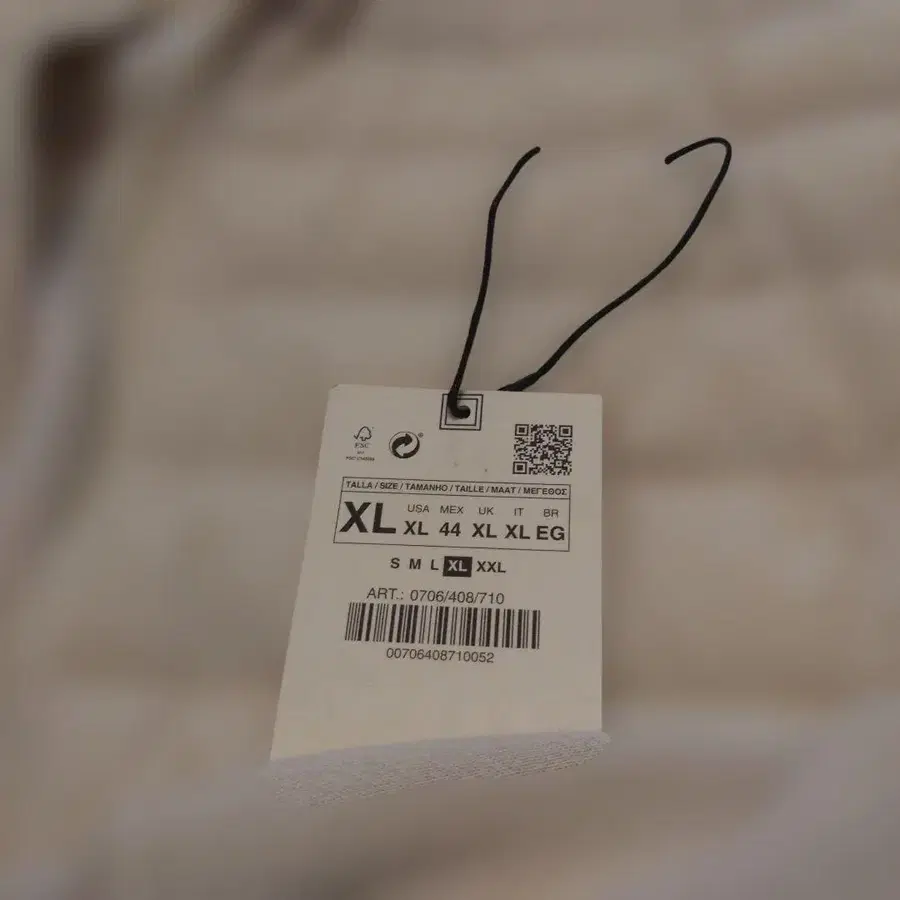 FSC
®
TALLA / SIZE / TAMANHO / TAILLE / MAAT / ΜΕΓΕΘΟΣ
XL
USA MEX UK IT BR
XL 44 XL XL EG
S M L XL XXL
ART.: 0706/408/710
00706408710052